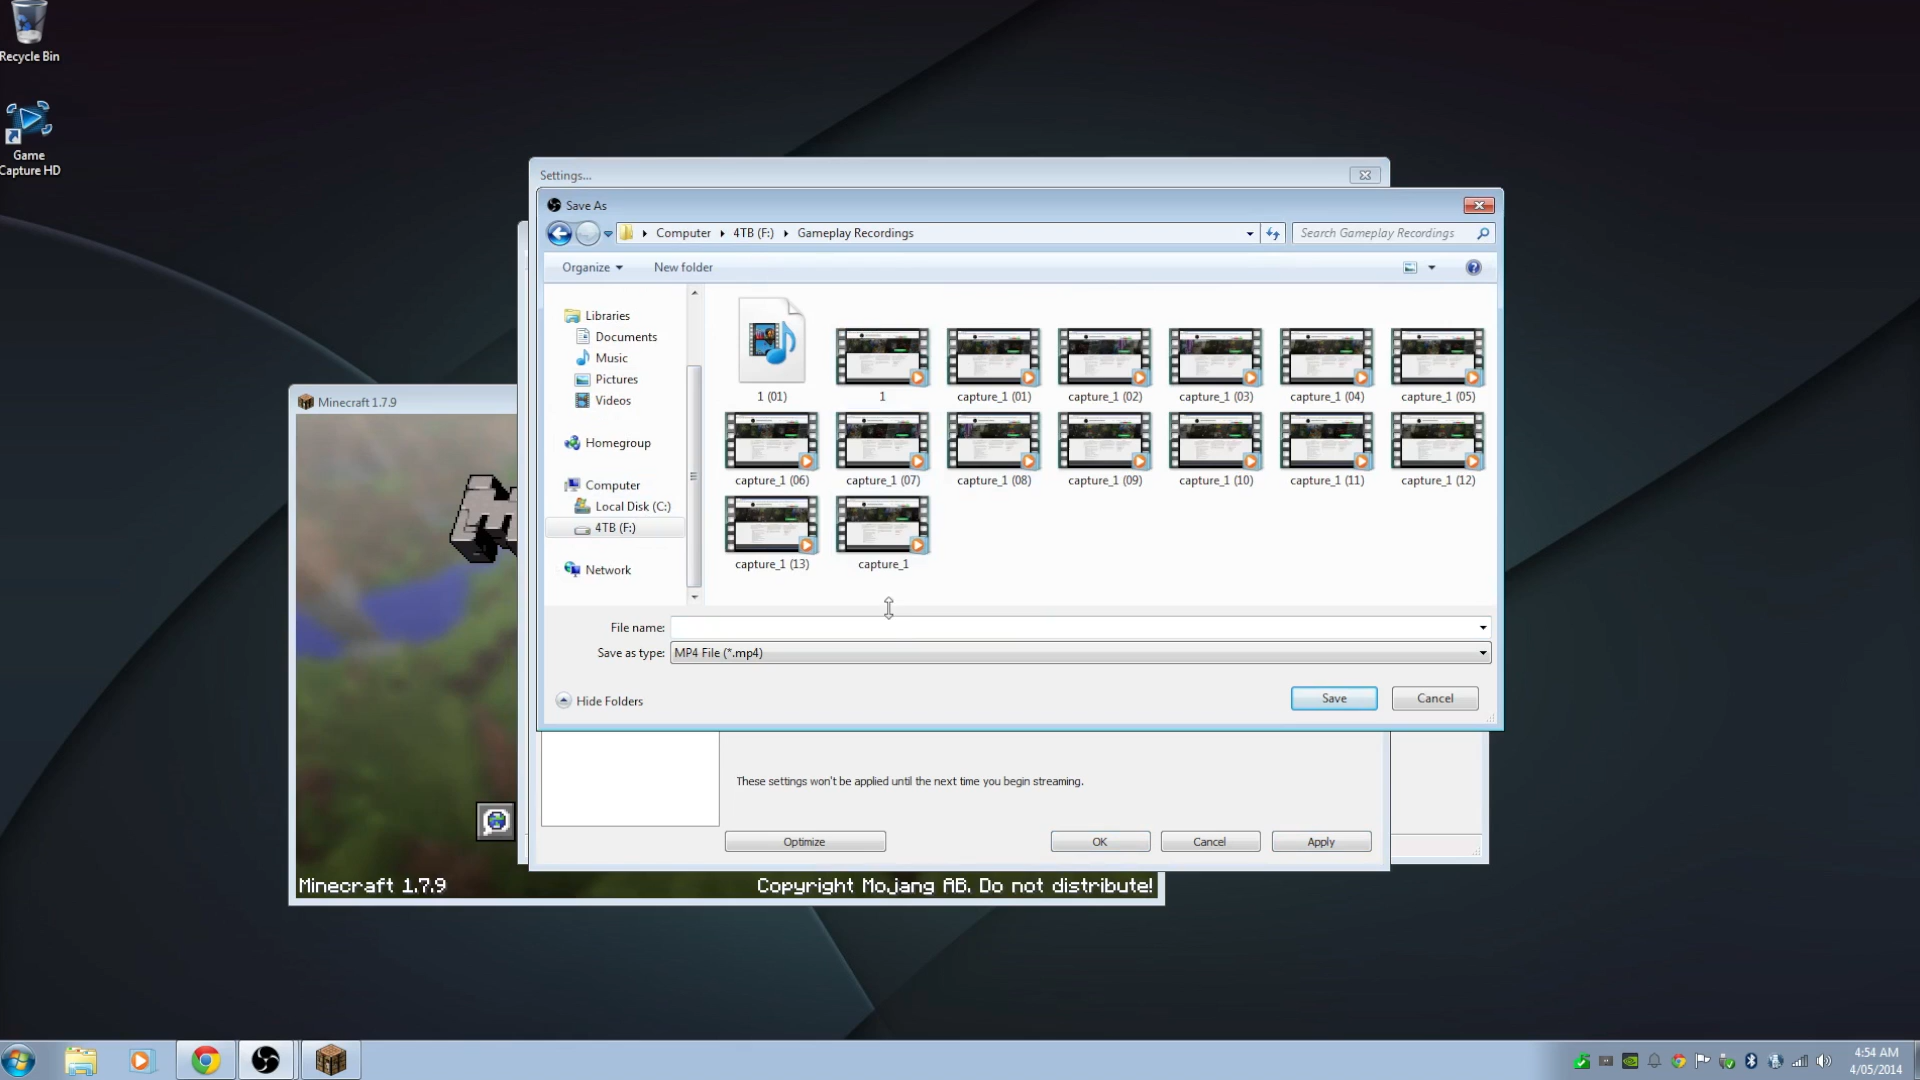 Recycle Bin
Game
Capture HD
Settings...
Save As
Computer
4TB (F:)
Gameplay Recordings
Search Gameplay Recordings
Organize
New folder
Libraries
Documents
Music
Pictures
Videos
Homegroup
Computer
Local Disk (C:)
4TB (F:)
Network
1 (01)
1
capture_1 (01)
capture_1 (02)
capture_1 (03)
capture_1 (04)
capture_1 (05)
capture_1 (06)
capture_1 (07)
capture_1 (08)
capture_1 (09)
capture_1 (10)
capture_1 (11)
capture_1 (12)
capture_1 (13)
capture_1
File name:
Save as type: MP4 File (*.mp4)
Hide Folders
Save
Cancel
These settings won't be applied until the next time you begin streaming.
Optimize
OK
Cancel
Apply
Minecraft 1.7.9
Minecraft 1.7.9
Copyright Mojang AB. Do not distribute!
4:54 AM
4/05/2014